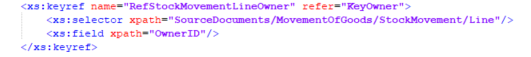 <xs:keyref name="RefStockMovementLineOwner" refer="KeyOwner">
<xs:selector xpath="SourceDocuments/MovementOfGoods/StockMovement/Line"/>
<xs:field xpath="OwnerID"/>
</xs:keyref>